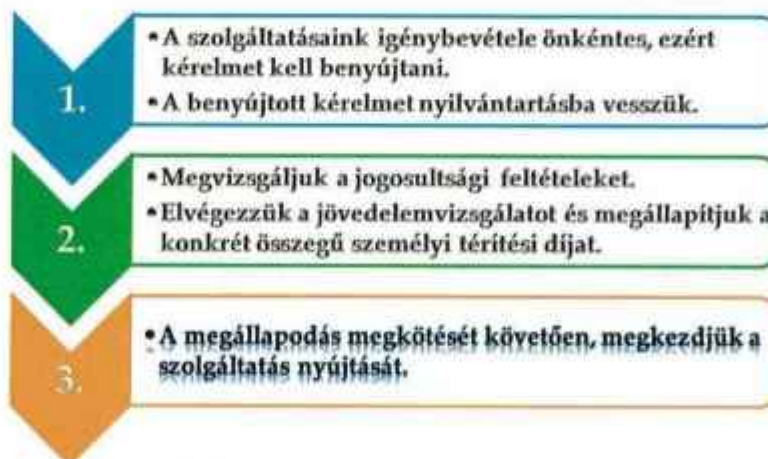 1.
• A szolgáltatásaink igénybevétele önkéntes, ezért
kérelmet kell benyújtani.
• A benyújtott kérelmet nyilvántartásba vesszük.
2.
• Megvizsgáljuk a jogosultsági feltételeket.
• Elvégezzük a jövedelemvizsgálatot és megállapítjuk a
konkrét összegű személyi térítési díjat.
3.
• A megállapodás megkötését követően, megkezdjük a
szolgáltatás nyújtását.